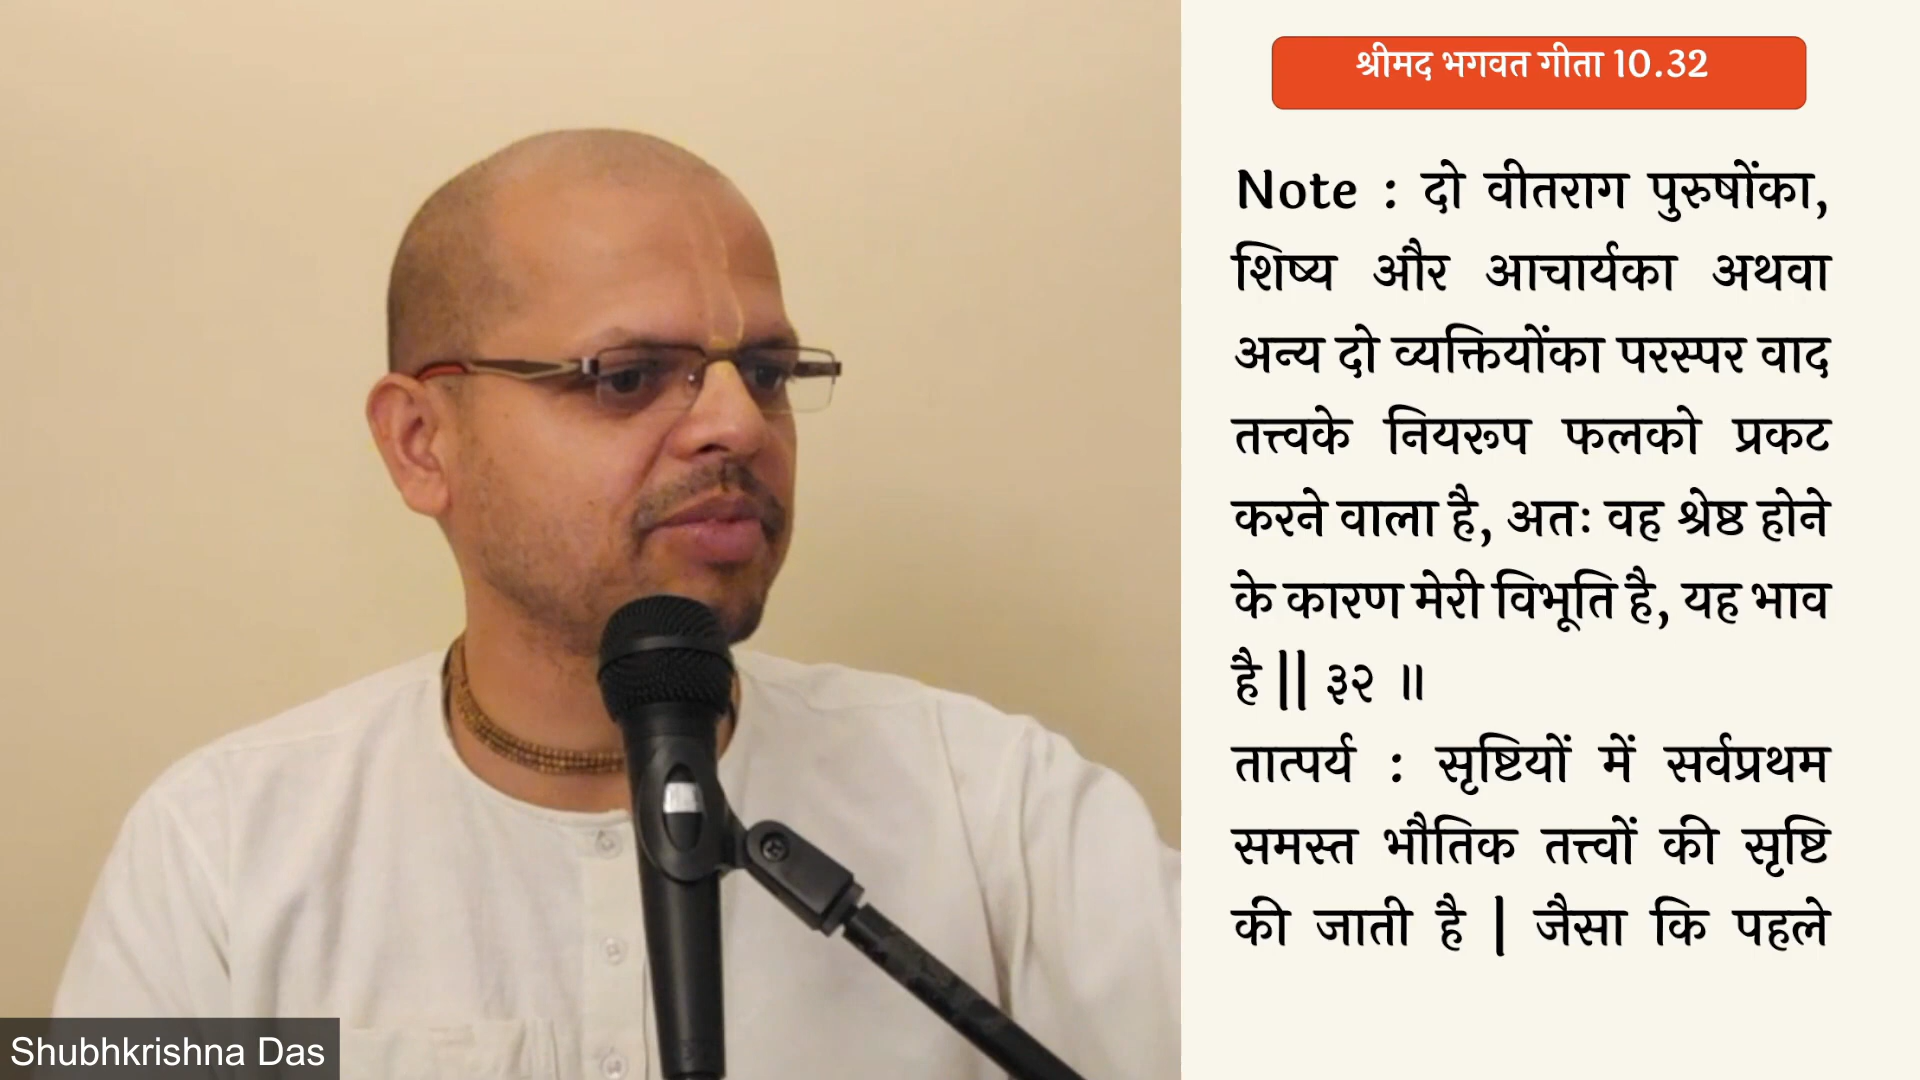 श्रीमद भगवत गीता 10.32
Note : दो वीतराग पुरुषोंका,
शिष्य और आचार्यका अथवा
अन्य दो व्यक्तियोंका परस्पर वाद
तत्त्वके नियरूप फलको प्रकट
करने वाला है, अतः वह श्रेष्ठ होने
के कारण मेरी विभूति है, यह भाव
है || ३२ ॥
तात्पर्य : सृष्टियों में सर्वप्रथम
समस्त भौतिक तत्त्वों की सृष्टि
की जाती है | जैसा कि पहले
Shubhkrishna Das